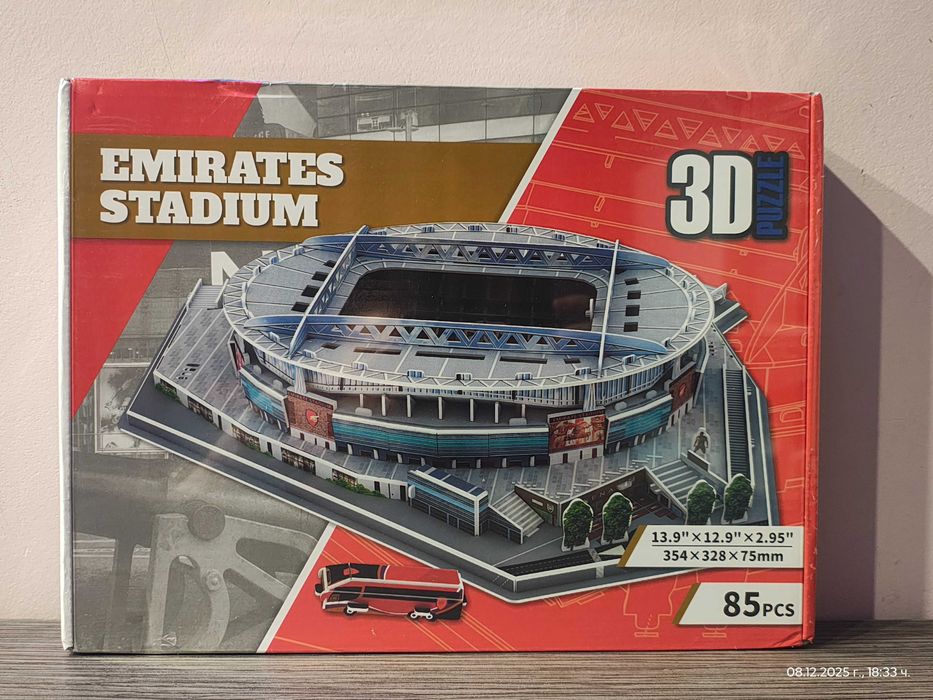 EMIRATES
STADIUM
3D
PUZZLE
13.9"×12.9"×2.95"
354×328×75mm
85PCS
08.12.2025 г., 18:33 ч.